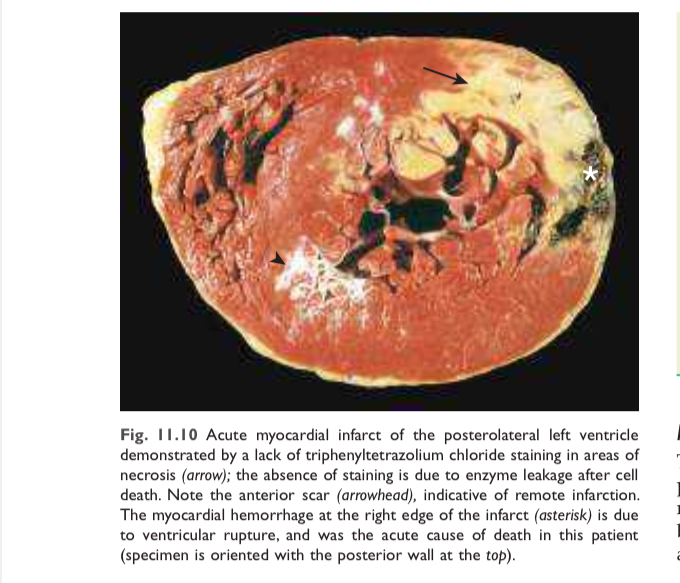 *
Fig. 11.10 Acute myocardial infarct of the posterolateral left ventricle
demonstrated by a lack of triphenyltetrazolium chloride staining in areas of
necrosis (arrow); the absence of staining is due to enzyme leakage after cell
death. Note the anterior scar (arrowhead), indicative of remote infarction.
The myocardial hemorrhage at the right edge of the infarct (asterisk) is due
to ventricular rupture, and was the acute cause of death in this patient
(specimen is oriented with the posterior wall at the top).